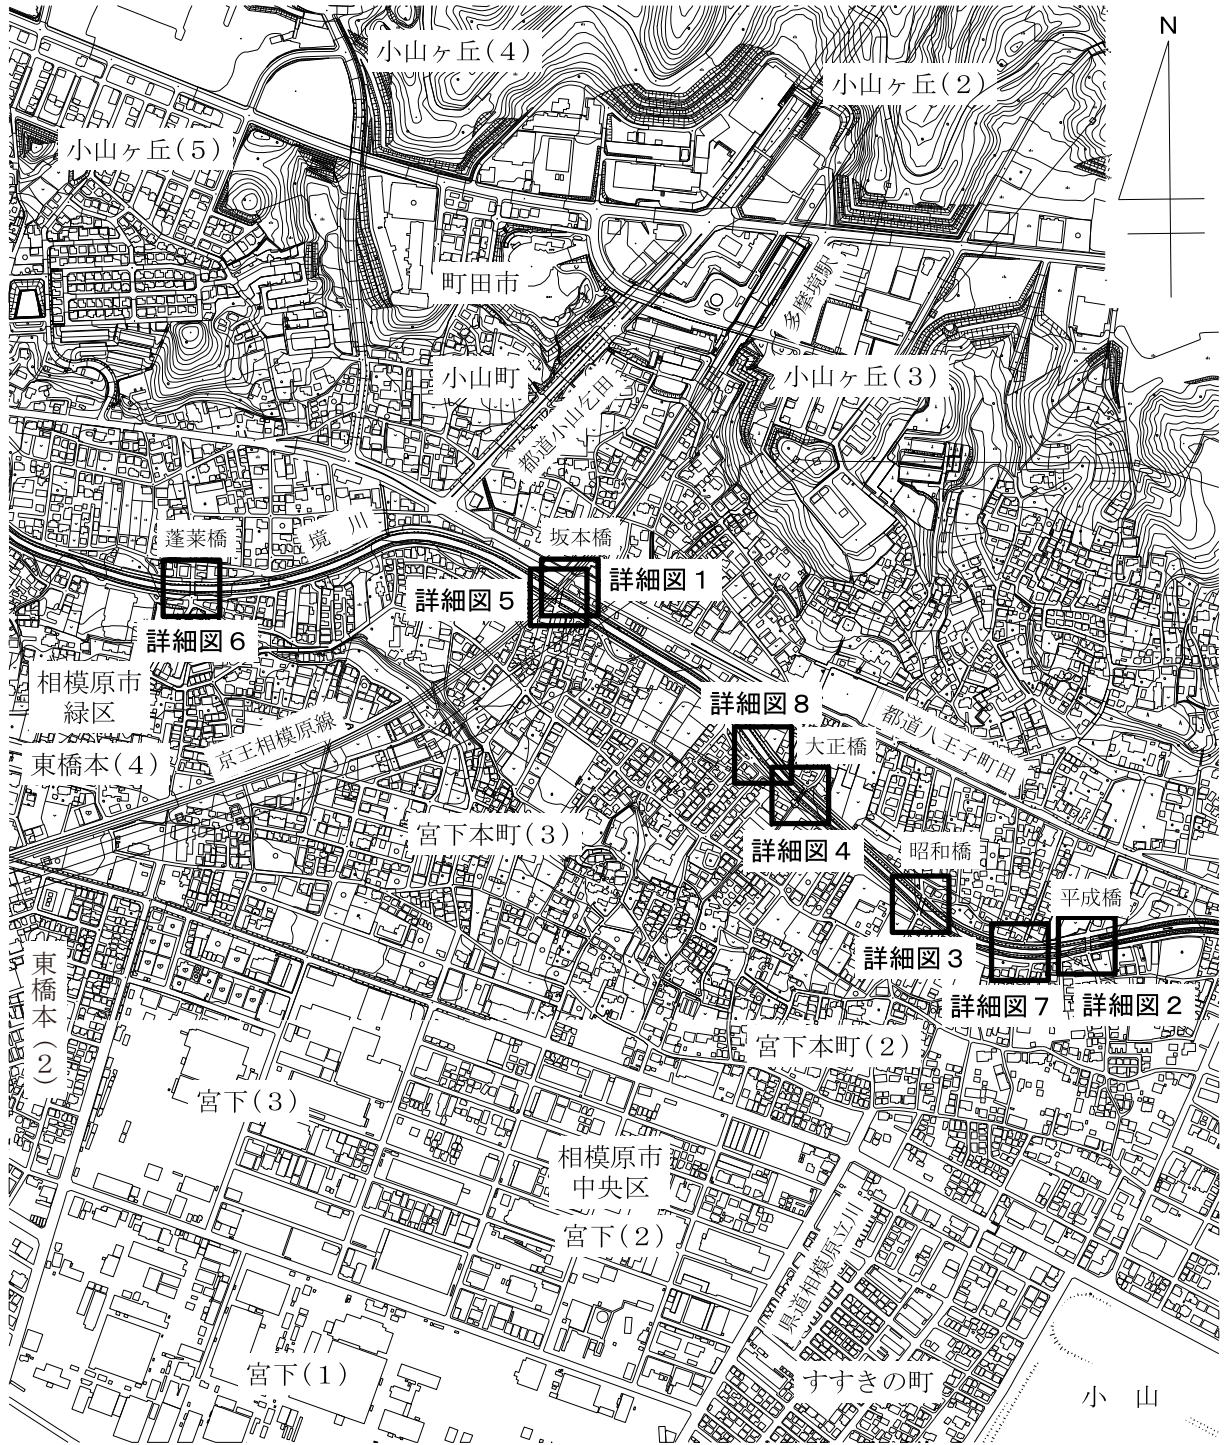 N
小山ヶ丘(4)
小山ヶ丘(2)
小山ヶ丘(5)
町田市
多摩境駅
小山町
小山ヶ丘(3)
都道小山乞田
蓬莱橋
境川
坂本橋
詳細図5
詳細図1
詳細図6
相模原市
緑区
東橋本(4)
京王相模原線
詳細図8
大正橋
都道八王子町田
宮下本町(3)
詳細図4
昭和橋
平成橋
詳細図3
詳細図7
詳細図2
東橋本(2)
宮下本町(2)
宮下(3)
相模原市
中央区
宮下(2)
県道相模原立川
宮下(1)
すすきの町
小山